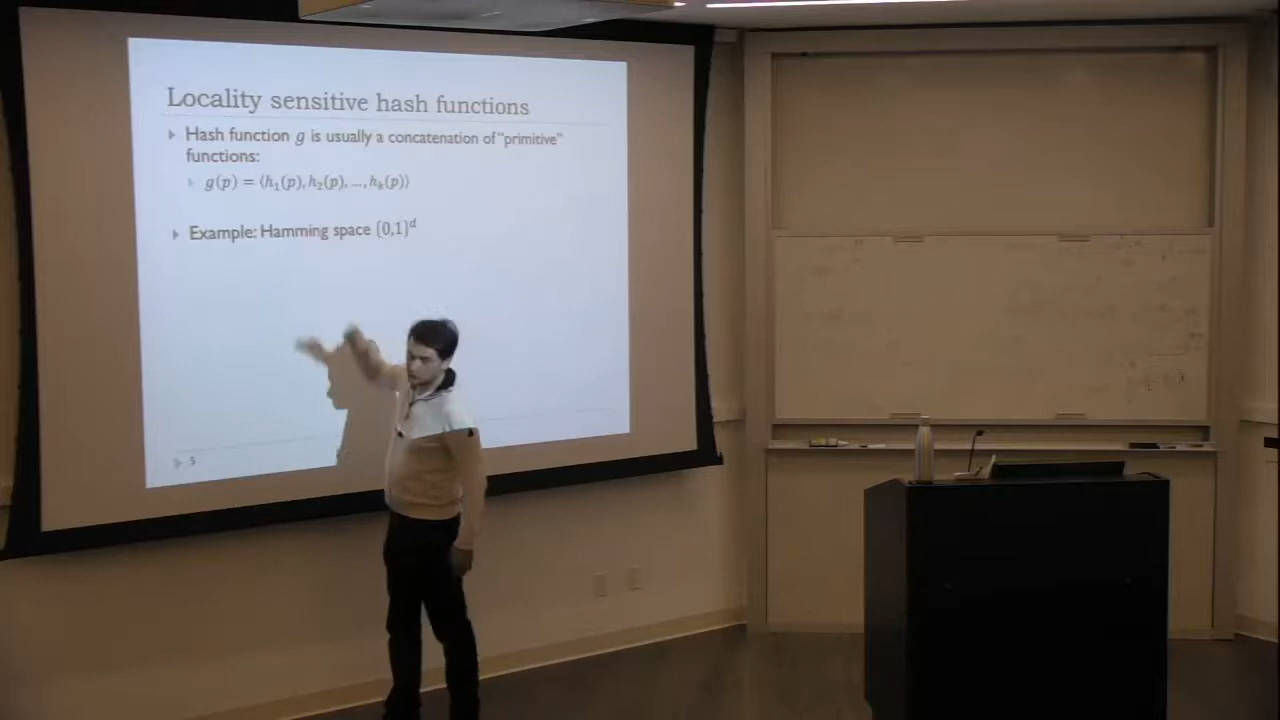 Locality sensitive hash functions
Hash function g is usually a concatenation of "primitive"
functions:
g(p) = ⟨h₁(p), h₂(p), ..., hₖ(p)⟩
Example: Hamming space {0,1}ᵈ
5